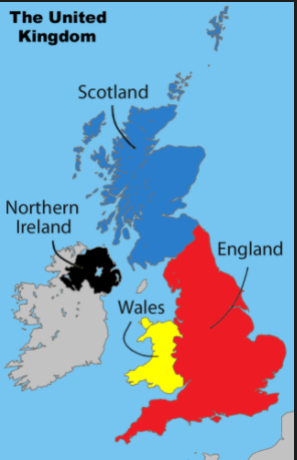 The United
Kingdom
Scotland
Northern
Ireland
England
Wales